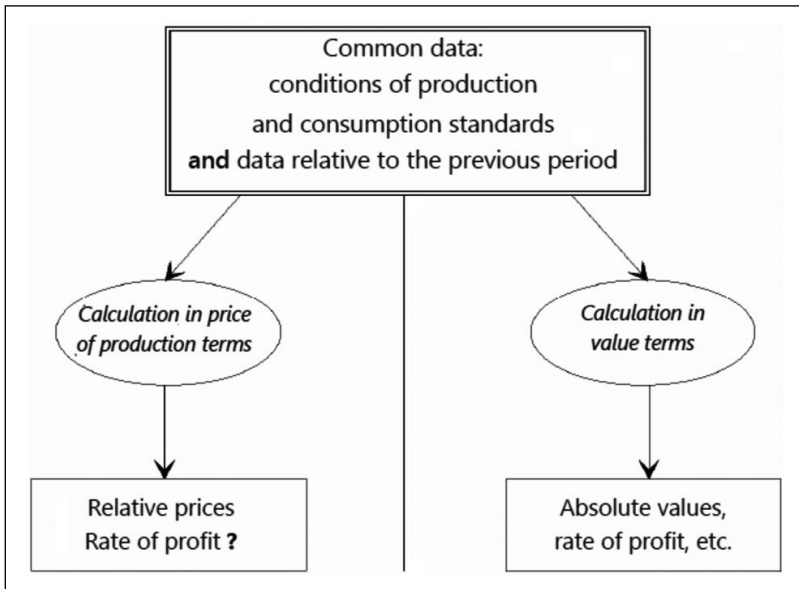 Common data:
conditions of production
and consumption standards
and data relative to the previous period
Calculation in price
of production terms
Calculation in
value terms
Relative prices
Rate of profit ?
Absolute values,
rate of profit, etc.